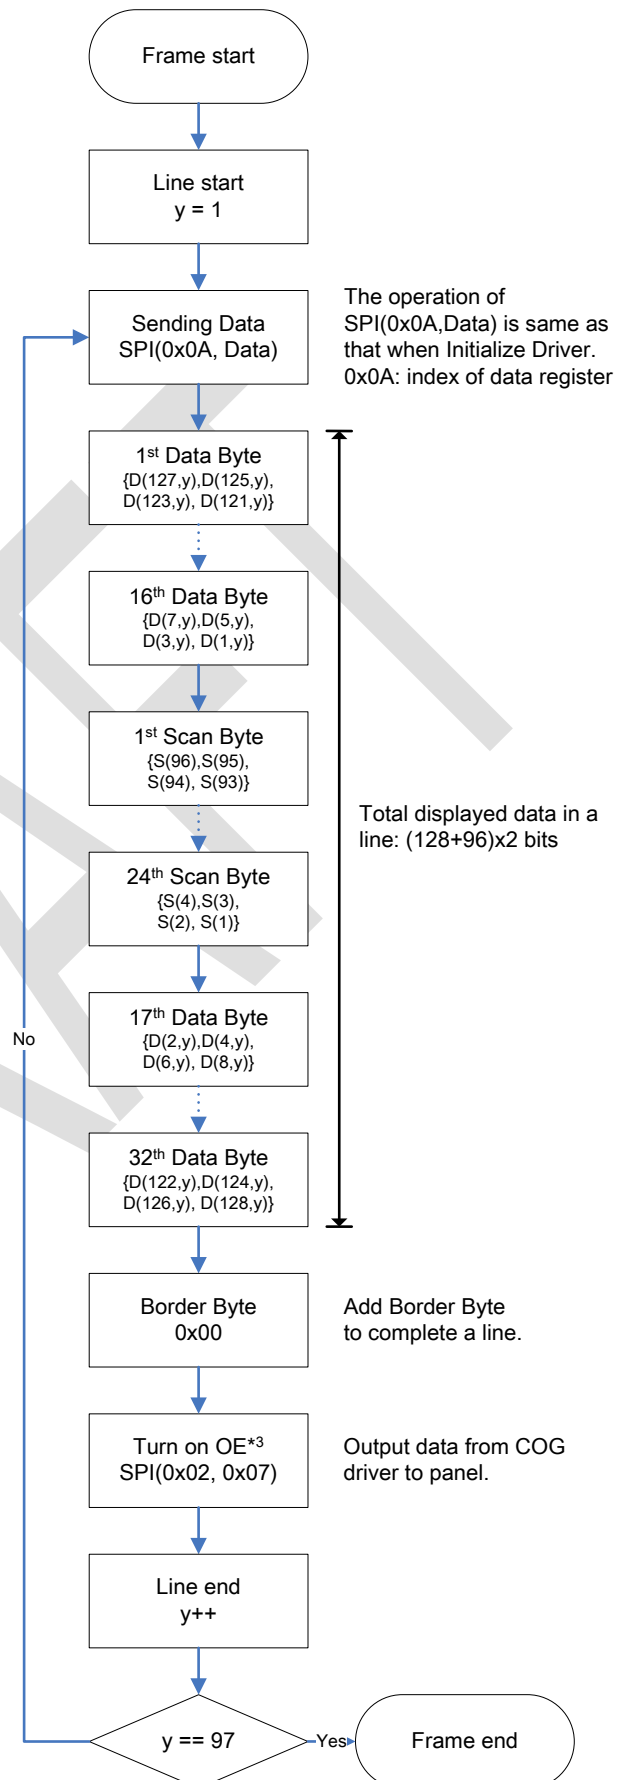 Frame start
Line start
y = 1
Sending Data
SPI(0x0A, Data)
The operation of
SPI(0x0A,Data) is same as
that when Initialize Driver.
0x0A: index of data register
1st Data Byte
{D(127,y),D(125,y),
D(123,y), D(121,y)}
16th Data Byte
{D(7,y),D(5,y),
D(3,y), D(1,y)}
1st Scan Byte
{S(96),S(95),
S(94), S(93)}
Total displayed data in a
line: (128+96)x2 bits
24th Scan Byte
{S(4),S(3),
S(2), S(1)}
17th Data Byte
{D(2,y),D(4,y),
D(6,y), D(8,y)}
No
32th Data Byte
{D(122,y),D(124,y),
D(126,y), D(128,y)}
Border Byte
0x00
Add Border Byte
to complete a line.
Turn on OE*3
SPI(0x02, 0x07)
Output data from COG
driver to panel.
Line end
y++
y == 97
Yes
Frame end